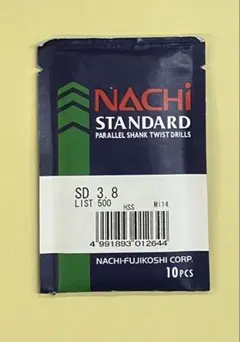 NACHi
STANDARD
PARALLEL SHANK TWIST DRILLS
SD 3.8
LIST 500
HSS M114
4 991893 012644
NACHI-FUJIKOSHI CORP.
10PCS